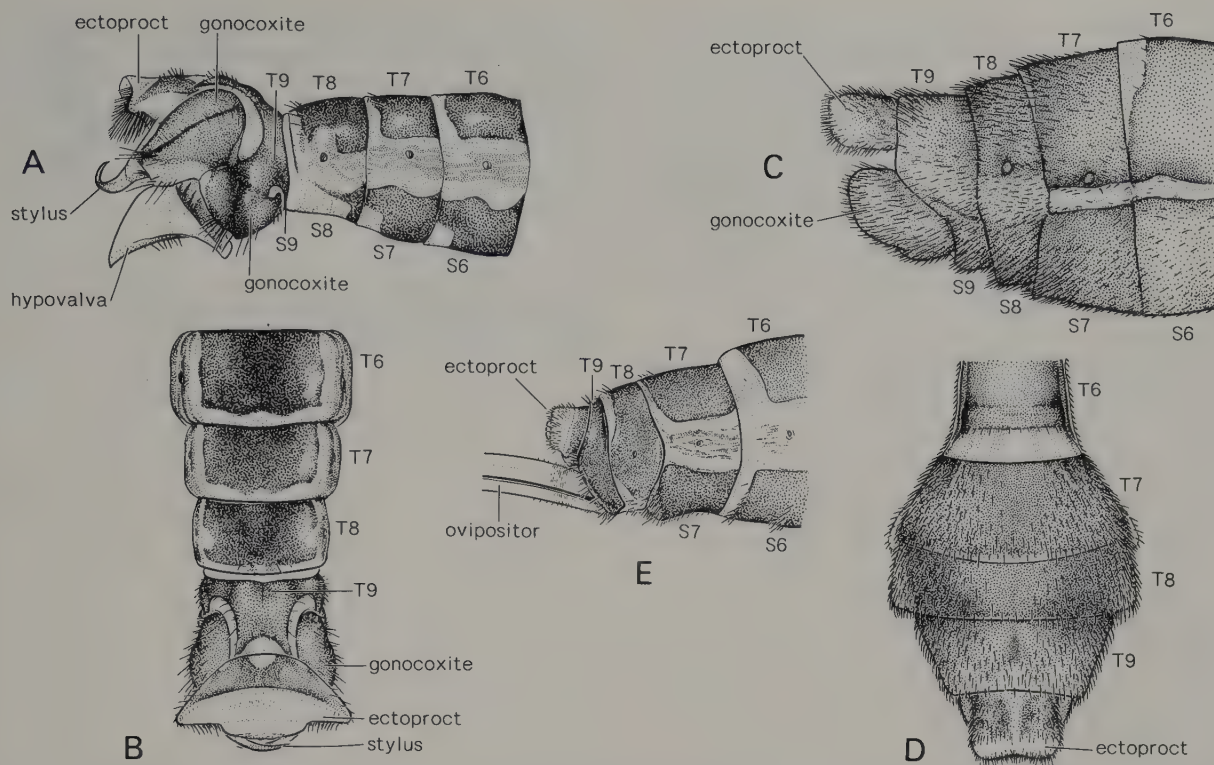 ectoproct
gonocoxite
T9
T8
T7
T6
A
stylus
hypovalva
gonocoxite
S9
S8
S7
S6
T6
T7
T8
T9
gonocoxite
ectoproct
stylus
B
ectoproct
gonocoxite
T9
T8
T7
T6
C
S9
S8
S7
S6
ectoproct
T9
T8
T7
T6
ovipositor
S7
S6
E
T6
T7
T8
T9
ectoproct
D